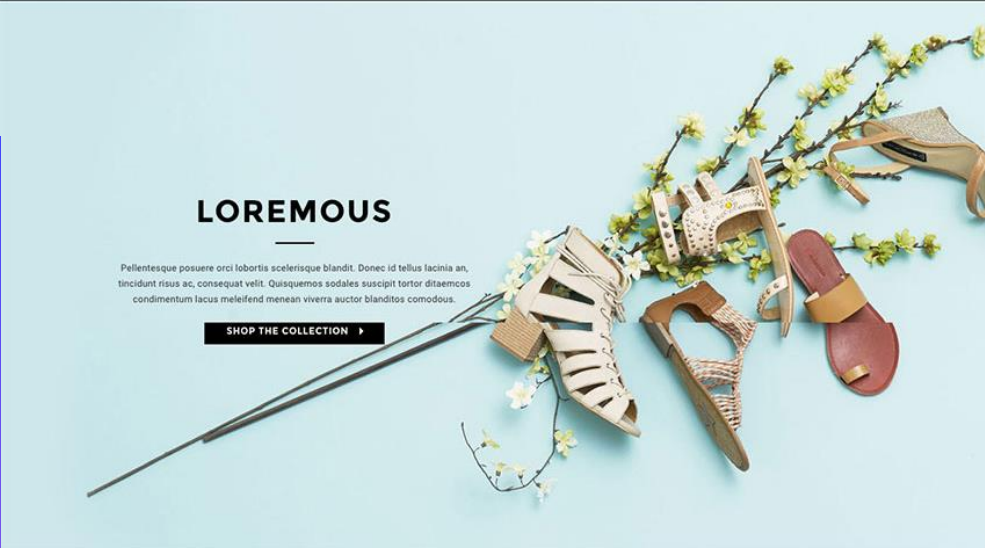 LOREMOUS
Pellentesque posuere orci lobortis scelerisque blandit. Donec id tellus lacinia an,
tincidunt risus ac, consequat velit. Quisquemos sodales suscipit tortor ditaemcos
condimentum lacus meleifend menean viverra auctor blanditos comodous.
SHOP THE COLLECTION